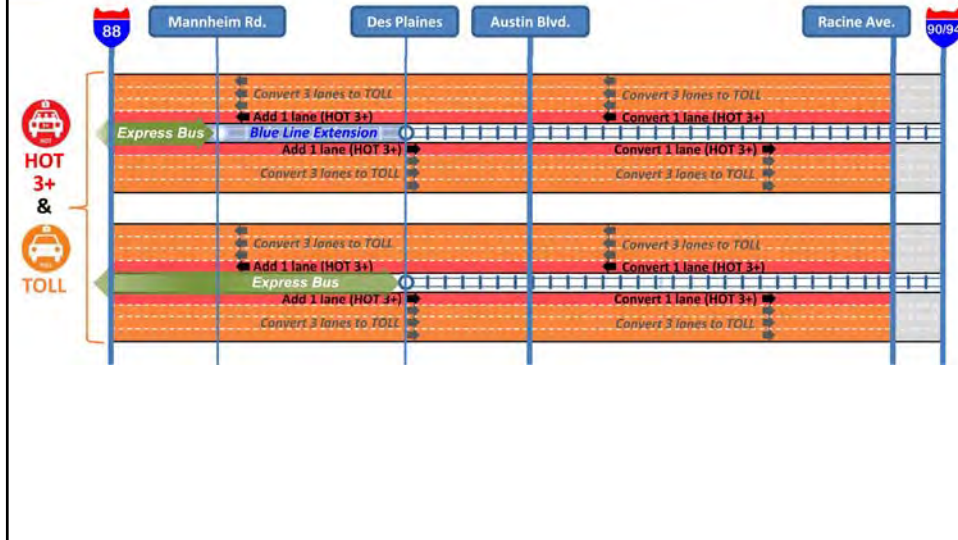 88
Mannheim Rd.
Des Plaines
Austin Blvd.
Racine Ave.
90/94
Convert 3 lanes to TOLL
Convert 3 lanes to TOLL
Add 1 lane (HOT 3+)
Convert 1 lane (HOT 3+)
Express Bus
Blue Line Extension
Add 1 lane (HOT 3+)
Convert 1 lane (HOT 3+)
Convert 3 lanes to TOLL
Convert 3 lanes to TOLL
HOT
3+
&
TOLL
Convert 3 lanes to TOLL
Convert 3 lanes to TOLL
Add 1 lane (HOT 3+)
Convert 1 lane (HOT 3+)
Express Bus
Add 1 lane (HOT 3+)
Convert 1 lane (HOT 3+)
Convert 3 lanes to TOLL
Convert 3 lanes to TOLL